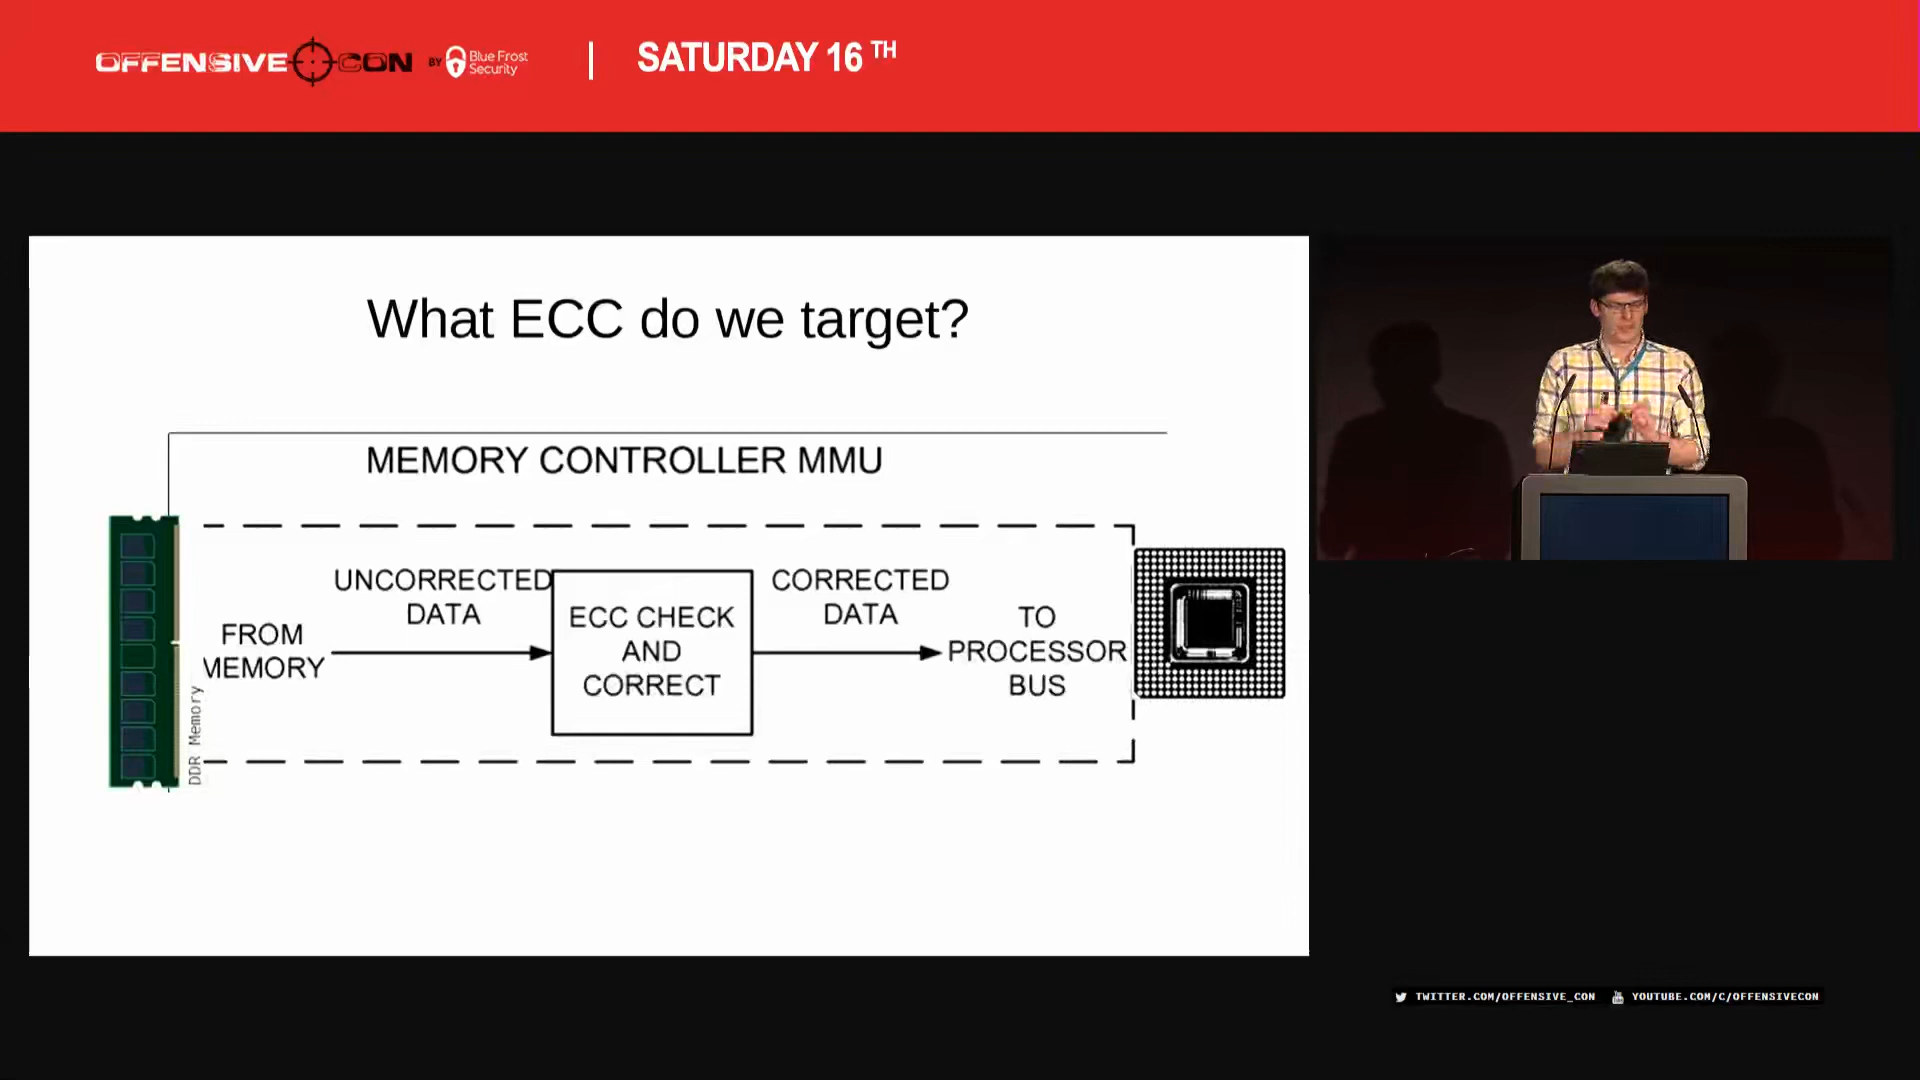 OFFENSIVE CON BY Blue Frost Security | SATURDAY 16 TH
What ECC do we target?
MEMORY CONTROLLER MMU
UNCORRECTED
DATA
CORRECTED
DATA
FROM
MEMORY
ECC CHECK
AND
CORRECT
TO
PROCESSOR
BUS
DDR Memory
TWITTER.COM/OFFENSIVE_CON YOUTUBE.COM/C/OFFENSIVECON